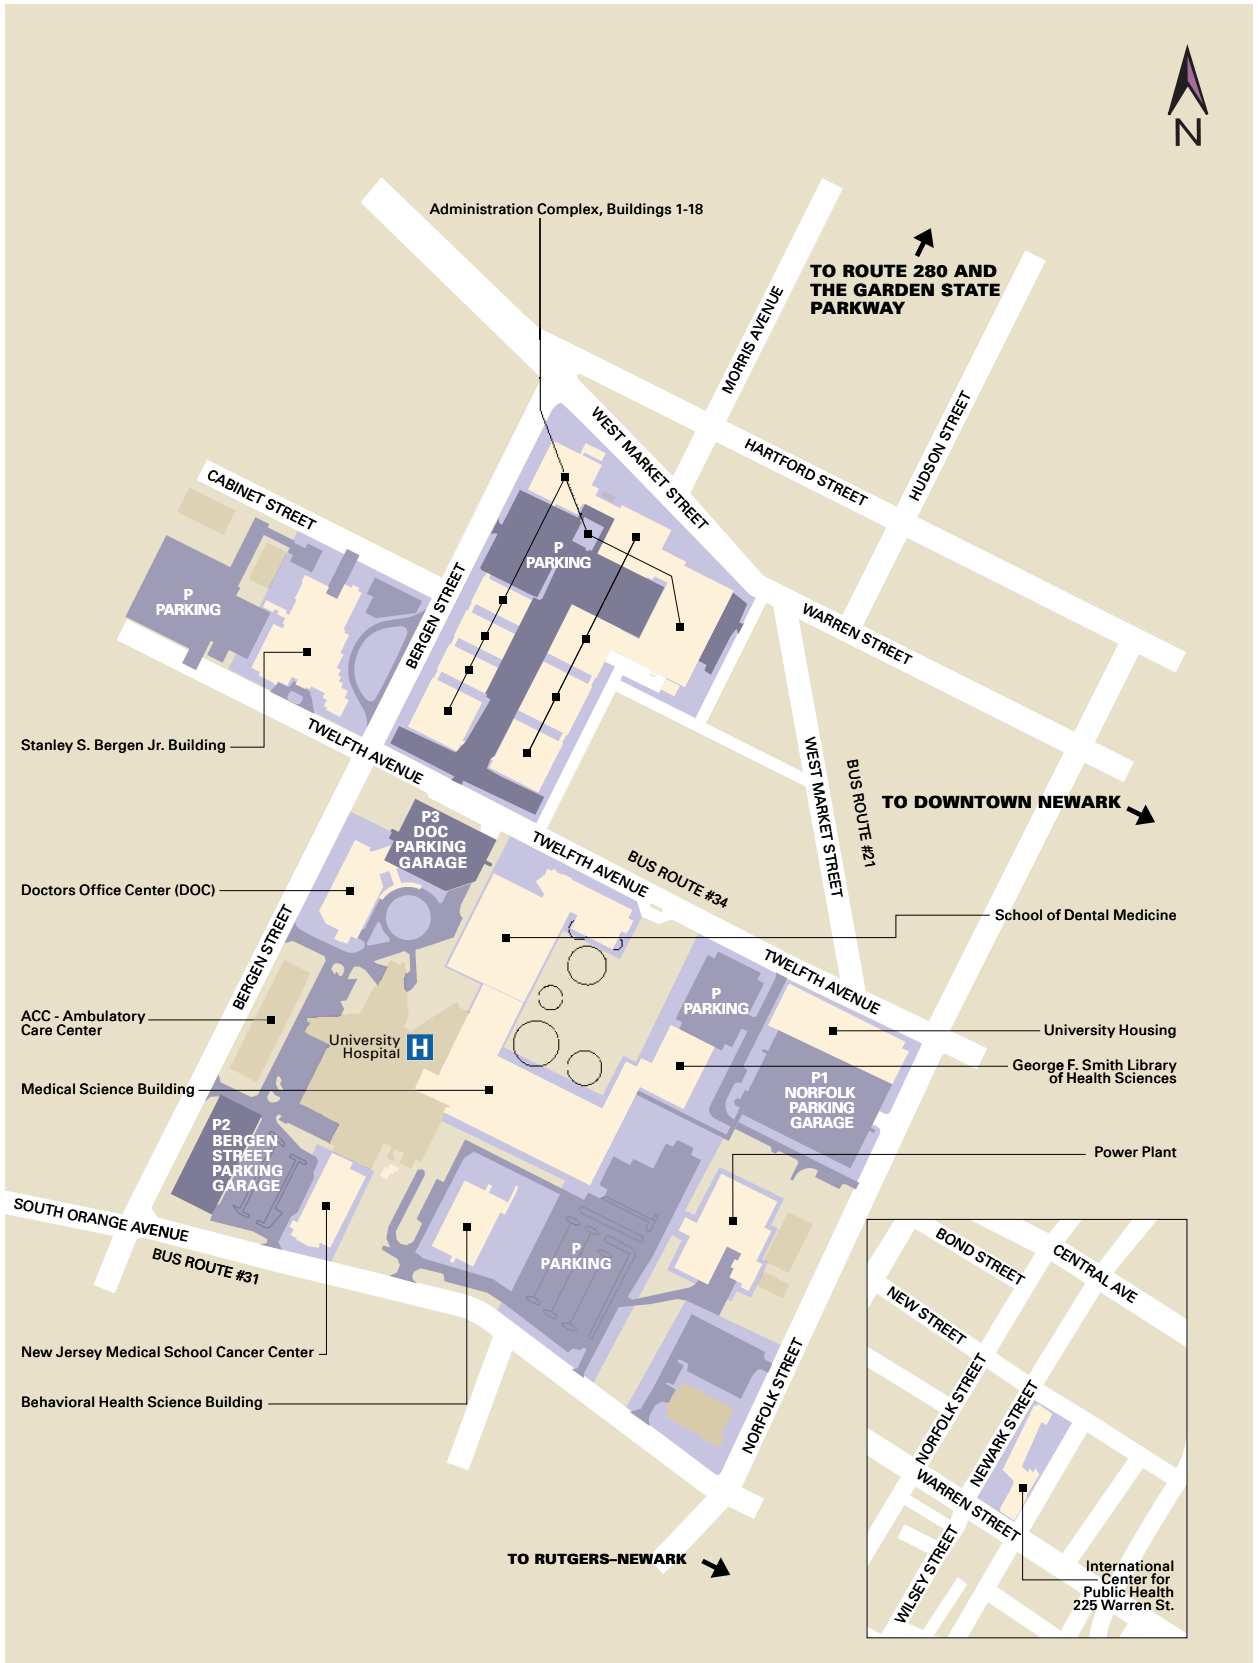 N
Administration Complex, Buildings 1-18
TO ROUTE 280 AND
THE GARDEN STATE
PARKWAY
MORRIS AVENUE
HUDSON STREET
WEST MARKET STREET
HARTFORD STREET
CABINET STREET
P
PARKING
P
PARKING
BERGEN STREET
WARREN STREET
Stanley S. Bergen Jr. Building
TWELFTH AVENUE
WEST MARKET STREET
BUS ROUTE #21
TO DOWNTOWN NEWARK
P3
DOC
PARKING
GARAGE
TWELFTH AVENUE
BUS ROUTE #34
Doctors Office Center (DOC)
School of Dental Medicine
BERGEN STREET
TWELFTH AVENUE
P
PARKING
ACC - Ambulatory
Care Center
University
Hospital
H
University Housing
George F. Smith Library
of Health Sciences
Medical Science Building
P1
NORFOLK
PARKING
GARAGE
P2
BERGEN
STREET
PARKING
GARAGE
Power Plant
SOUTH ORANGE AVENUE
BUS ROUTE #31
P
PARKING
New Jersey Medical School Cancer Center
Behavioral Health Science Building
NORFOLK STREET
TO RUTGERS–NEWARK
BOND STREET
CENTRAL AVE
NEW STREET
NORFOLK STREET
NEWARK STREET
WARREN STREET
WILSEY STREET
International
Center for
Public Health
225 Warren St.